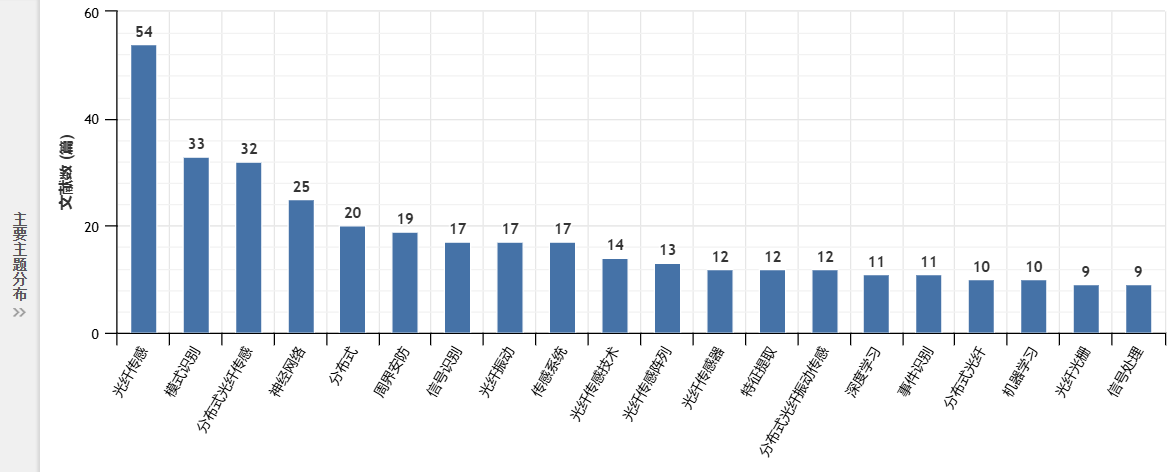 主要主题分布
文献数 (篇)
60
40
20
0
54
33
32
25
20
19
17
17
17
14
13
12
12
12
11
11
10
10
9
9
光纤传感
模式识别
分布式光纤传感
神经网络
分布式
周界安防
信号识别
光纤振动
传感系统
光纤传感技术
光纤传感阵列
光纤传感器
特征提取
分布式光纤振动传感
深度学习
事件识别
分布式光纤
机器学习
光纤光栅
信号处理